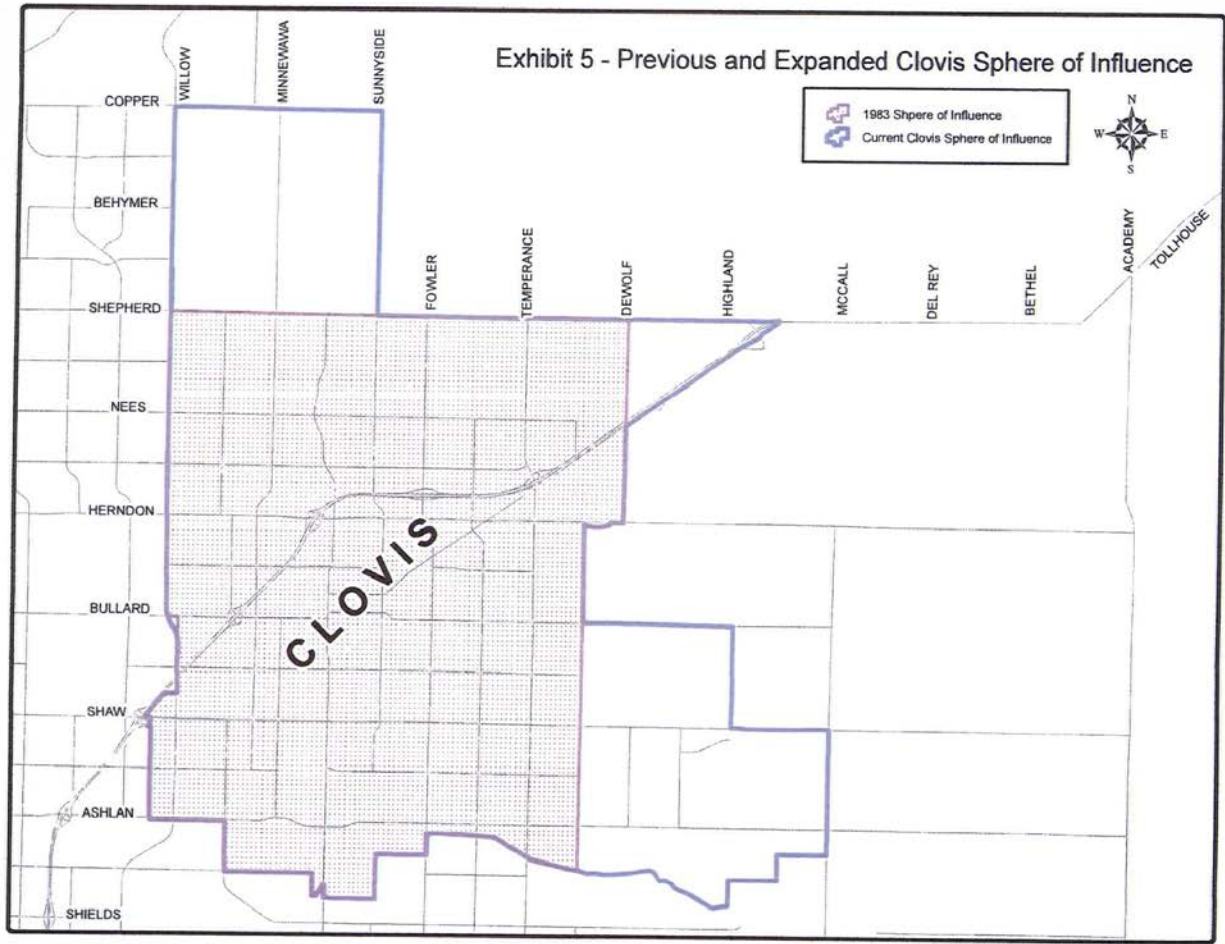 Exhibit 5 - Previous and Expanded Clovis Sphere of Influence
1983 Shpere of Influence
Current Clovis Sphere of Influence
N
W E
S
WILLOW
MINNEWAWA
SUNNYSIDE
COPPER
BEHYMER
SHEPHERD
FOWLER
TEMPERANCE
DEWOLF
HIGHLAND
MCCALL
DEL REY
BETHEL
ACADEMY
TOLLHOUSE
NEES
HERNDON
CLOVIS
BULLARD
SHAW
ASHLAN
SHIELDS